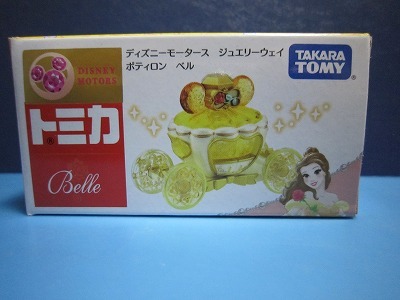 DISNEY
MOTORS
ディズニーモータース ジュエリーウェイ
ポティロン ベル
TAKARA
TOMY
トミカ
®
Belle